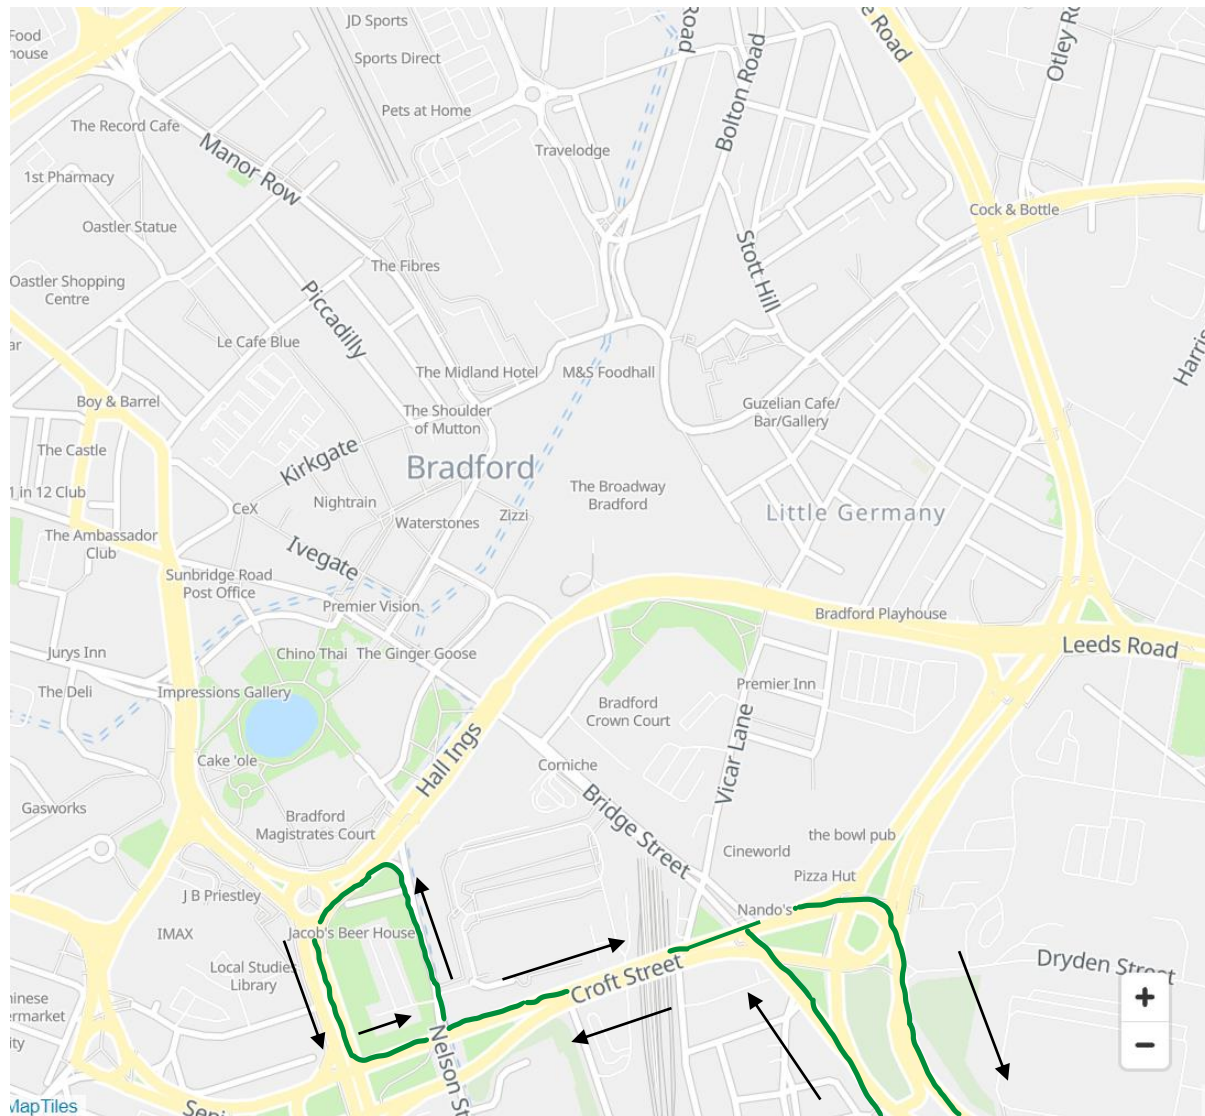 JD Sports
Food
house
Sports Direct
Road
e Road
Otley Ro
Bolton Road
Pets at Home
The Record Cafe
Travelodge
Manor Row
1st Pharmacy
Cock & Bottle
Oastler Statue
Stott Hill
The Fibres
Oastler Shopping
Centre
Piccadilly
Harris
Le Cafe Blue
ar
The Midland Hotel
M&S Foodhall
Boy & Barrel
The Shoulder
of Mutton
Guzelian Cafe/
Bar/Gallery
The Castle
Kirkgate
Bradford
1 in 12 Club
Nightrain
The Broadway
Bradford
CeX
Waterstones
Zizzi
Little Germany
The Ambassador
Club
Ivegate
Sunbridge Road
Post Office
Premier Vision
Bradford Playhouse
Leeds Road
Jurys Inn
Chino Thai
The Ginger Goose
The Deli
Impressions Gallery
Premier Inn
Bradford
Crown Court
Hall Ings
Vicar Lane
Cake 'ole
Corniche
Gasworks
Bradford
Magistrates Court
Bridge Street
the bowl pub
Cineworld
Pizza Hut
J B Priestley
Nando's
IMAX
Jacob's Beer House
Local Studies
Library
Croft Street
Dryden Street
hinese
ermarket
ity
+
−
Nelson St
MapTiles